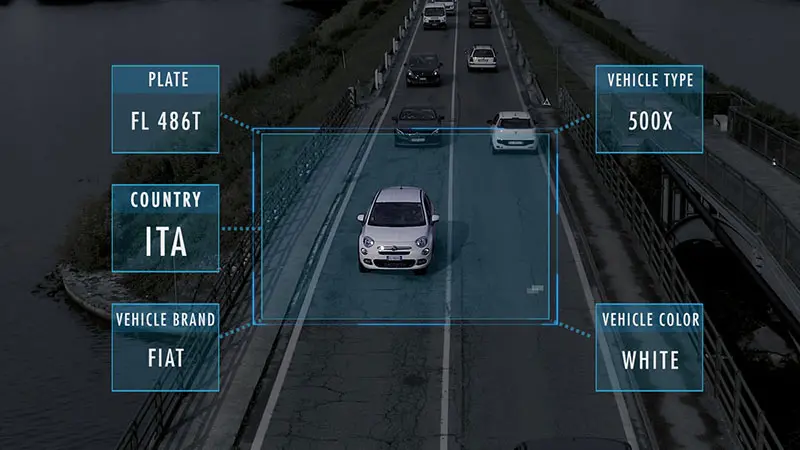 PLATE
FL 486T
COUNTRY
ITA
VEHICLE BRAND
FIAT
VEHICLE TYPE
500X
VEHICLE COLOR
WHITE